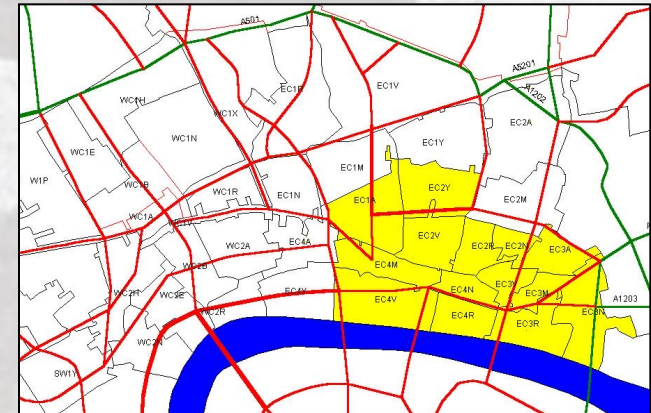 A501
A5201
A1202
WC1H
WC1X
EC1R
EC1V
EC2A
WC1N
EC1Y
WC1E
EC1M
W1P
WC1B
WC1R
EC1N
EC1A
EC2Y
EC2M
WC1A
WC1V
EC2V
EC2R
EC2N
EC3A
WC2A
EC4A
WC2B
EC4M
WC2H
WC2E
EC4Y
EC4V
EC4N
EC3V
EC3M
EC3N
A1203
WC2R
EC4R
EC3R
WC2N
SW1Y